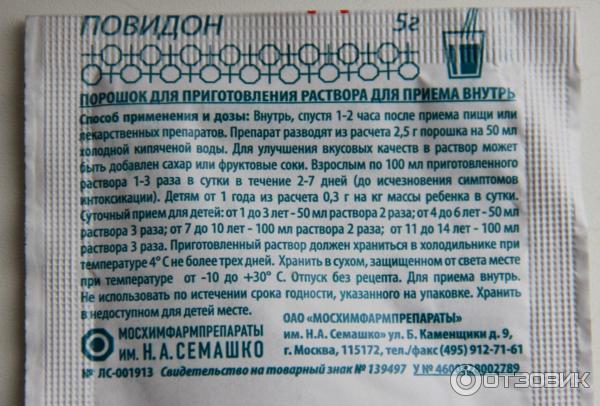 ПОВИДОН 5г
ПОРОШОК ДЛЯ ПРИГОТОВЛЕНИЯ РАСТВОРА ДЛЯ ПРИЕМА ВНУТРЬ
Способ применения и дозы: Внутрь, спустя 1-2 часа после приема пищи или
лекарственных препаратов. Препарат разводят из расчета 2,5 г порошка на 50 мл
холодной кипяченой воды. Для улучшения вкусовых качеств в раствор может
быть добавлен сахар или фруктовые соки. Взрослым по 100 мл приготовленного
раствора 1-3 раза в сутки в течение 2-7 дней (до исчезновения симптомов
интоксикации). Детям от 1 года из расчета 0,3 г на кг массы ребенка в сутки.
Суточный прием для детей: от 1 до 3 лет - 50 мл раствора 2 раза; от 4 до 6 лет - 50 мл
раствора 3 раза; от 7 до 10 лет - 100 мл раствора 2 раза; от 11 до 14 лет - 100 мл
раствора 3 раза. Приготовленный раствор должен храниться в холодильнике при
температуре 4° С не более трех дней. Хранить в сухом, защищенном от света месте
при температуре от -10 до +30° С. Отпуск без рецепта. Для приема внутрь.
Не использовать по истечении срока годности, указанного на упаковке. Хранить
в недоступном для детей месте.
МОСХИМФАРМПРЕПАРАТЫ
ИМ. Н.А. СЕМАШКО
ОАО «МОСХИМФАРМПРЕПАРАТЫ»
им. Н.А. Семашко» ул. Б. Каменщики д. 9,
г. Москва, 115172, тел./факс (495) 912-71-61
№ ЛС-001913 Свидетельство на товарный знак № 139497
ОТЗОВИК